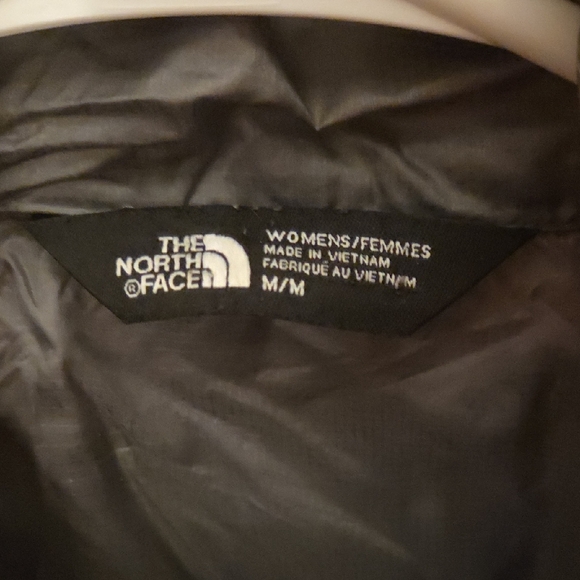 THE
NORTH
®FACE
WOMENS/FEMMES
MADE IN VIETNAM
FABRIQUÉ AU VIETNAM
M/M